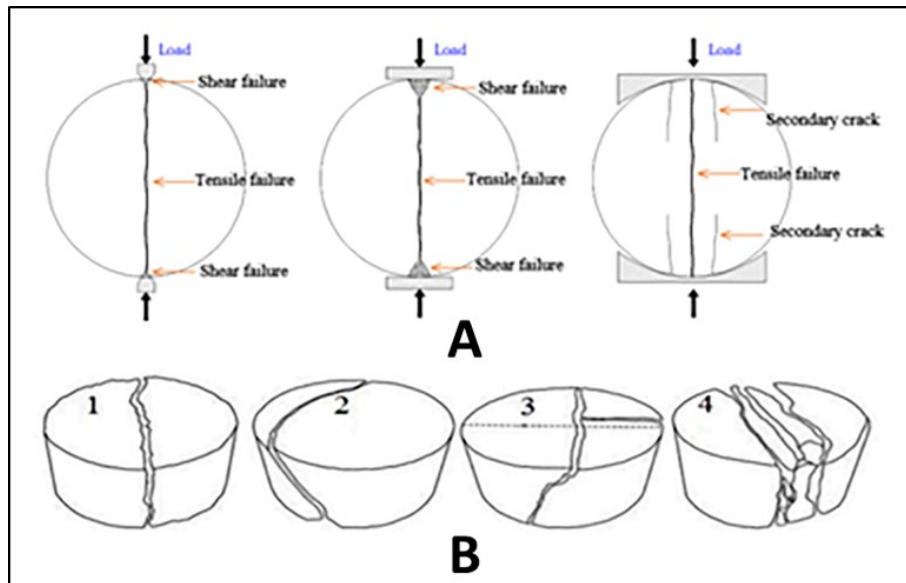 Load
Load
Load
Shear failure
Shear failure
Secondary crack
Tensile failure
Tensile failure
Tensile failure
Secondary crack
Shear failure
Shear failure
A
1
2
3
4
B